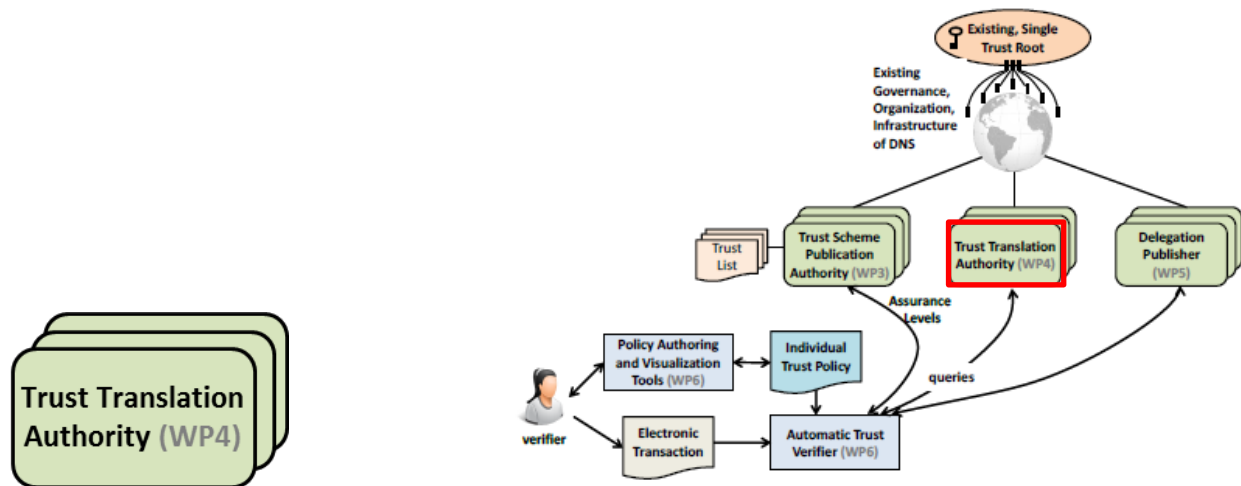 Trust Translation
Authority (WP4)
Existing, Single
Trust Root
Existing
Governance,
Organization,
Infrastructure
of DNS
Trust
List
Trust Scheme
Publication
Authority (WP3)
Trust Translation
Authority (WP4)
Delegation
Publisher
(WP5)
Assurance
Levels
Policy Authoring
and Visualization
Tools (WP6)
Individual
Trust Policy
queries
verifier
Electronic
Transaction
Automatic Trust
Verifier (WP6)